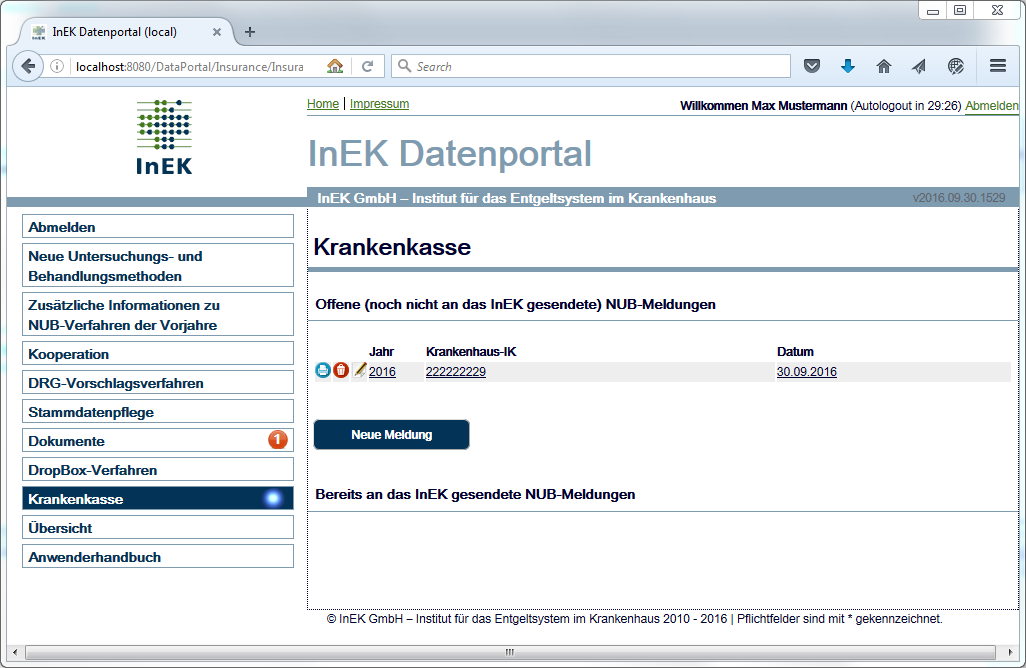 InEK Datenportal (local)
localhost:8080/DataPortal/Insurance/Insura
Search
InEK
Home | Impressum
Willkommen Max Mustermann (Autologout in 29:26) Abmelden
InEK Datenportal
InEK GmbH – Institut für das Entgeltsystem im Krankenhaus
v2016.09.30.1529
Abmelden
Neue Untersuchungs- und
Behandlungsmethoden
Zusätzliche Informationen zu
NUB-Verfahren der Vorjahre
Kooperation
DRG-Vorschlagsverfahren
Stammdatenpflege
Dokumente 1
DropBox-Verfahren
Krankenkasse
Übersicht
Anwenderhandbuch
Krankenkasse
Offene (noch nicht an das InEK gesendete) NUB-Meldungen
Jahr Krankenhaus-IK Datum
2016 222222229 30.09.2016
Neue Meldung
Bereits an das InEK gesendete NUB-Meldungen
© InEK GmbH – Institut für das Entgeltsystem im Krankenhaus 2010 - 2016 | Pflichtfelder sind mit * gekennzeichnet.